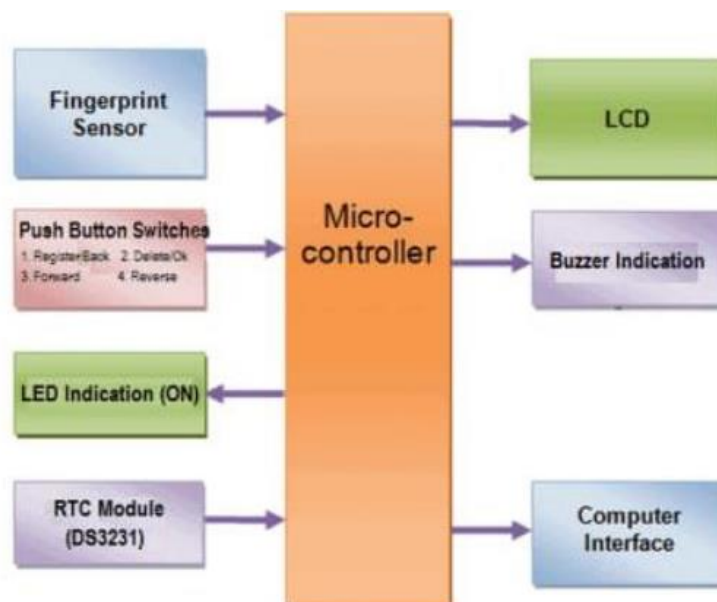 Fingerprint
Sensor
Push Button Switches
1. Register/Back 2. Delete/Ok
3. Forward 4. Reverse
LED Indication (ON)
RTC Module
(DS3231)
Micro-
controller
LCD
Buzzer Indication
Computer
Interface